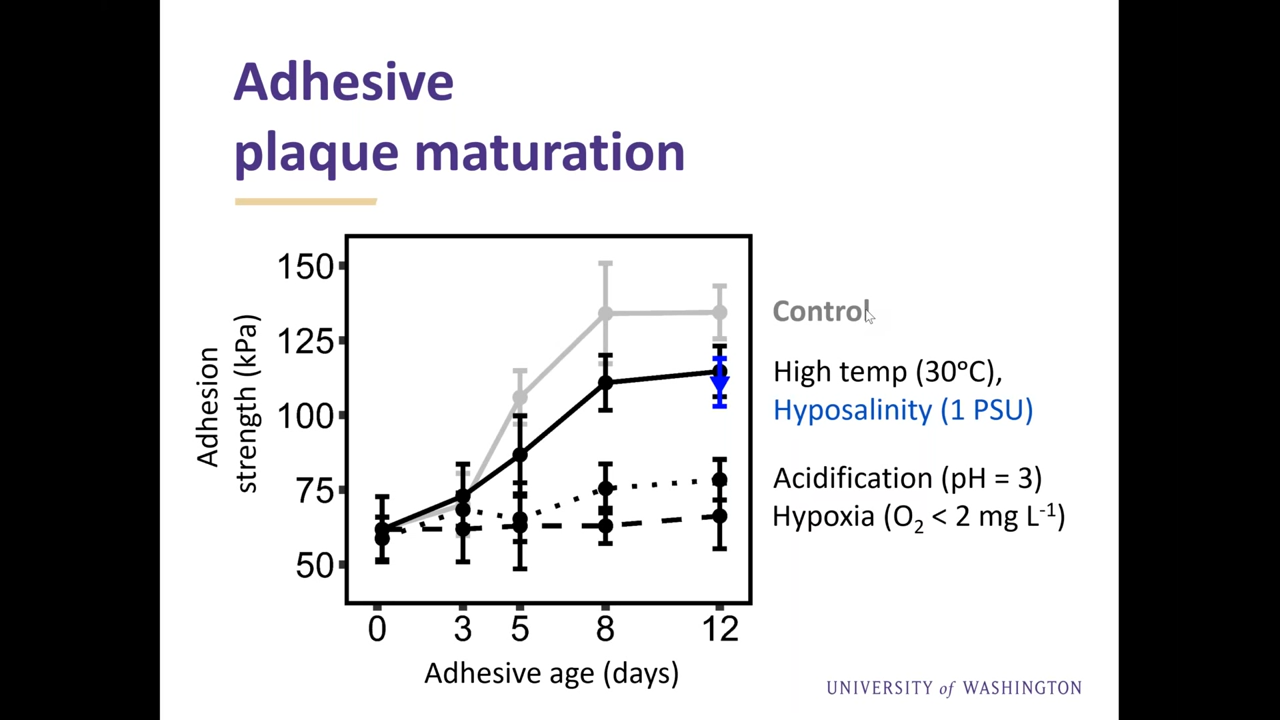 Adhesive
plaque maturation
150
125
100
75
50
Adhesion
strength (kPa)
0 3 5 8 12
Adhesive age (days)
Control
High temp (30°C),
Hyposalinity (1 PSU)
Acidification (pH = 3)
Hypoxia (O₂ < 2 mg L⁻¹)
UNIVERSITY of WASHINGTON